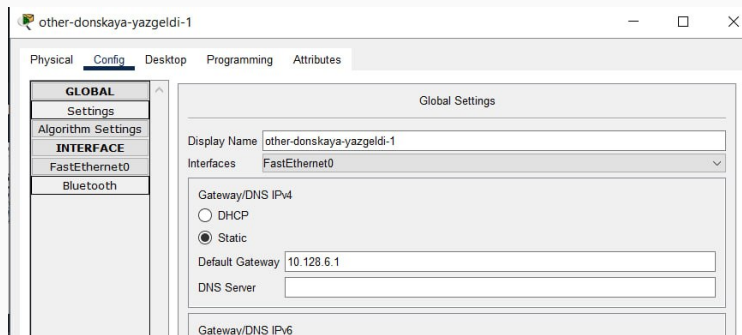 other-donskaya-yazgeldi-1
Physical Config Desktop Programming Attributes
GLOBAL
Settings
Algorithm Settings
INTERFACE
FastEthernet0
Bluetooth
Global Settings
Display Name other-donskaya-yazgeldi-1
Interfaces FastEthernet0
Gateway/DNS IPv4
DHCP
Static
Default Gateway 10.128.6.1
DNS Server
Gateway/DNS IPv6